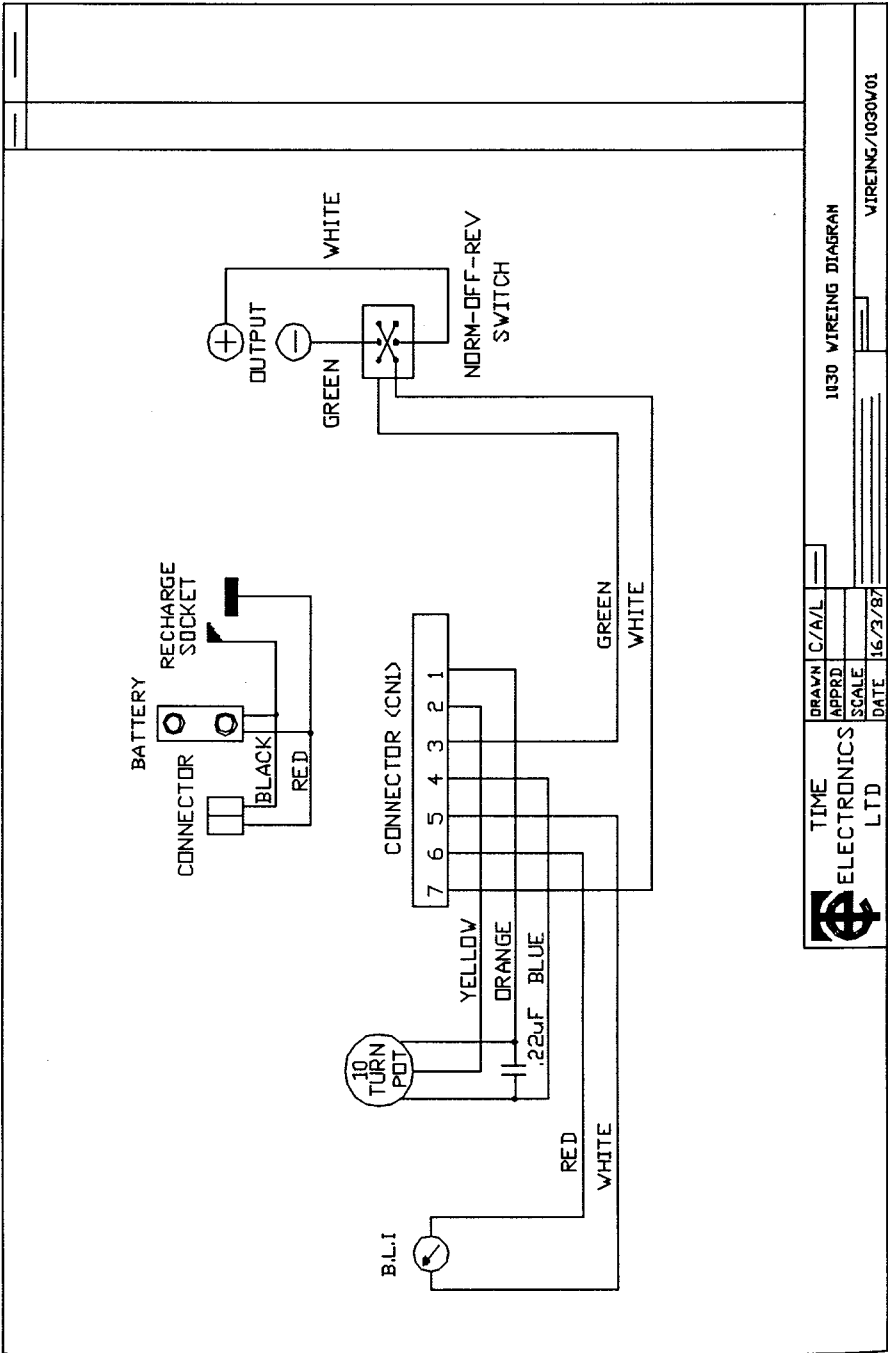 B.L.I
RED
WHITE
10
TURN
POT
.22uF
YELLOW
ORANGE
BLUE
CONNECTOR <CN1>
7 6 5 4 3 2 1
GREEN
WHITE
CONNECTOR
BATTERY
BLACK
RED
RECHARGE
SOCKET
OUTPUT
+
-
GREEN
WHITE
NORM-OFF-REV
SWITCH
TIME
ELECTRONICS
LTD
DRAWN C/A/L
APPRD
SCALE
DATE 16/3/87
1030 WIREING DIAGRAM
WIREING/1030W01